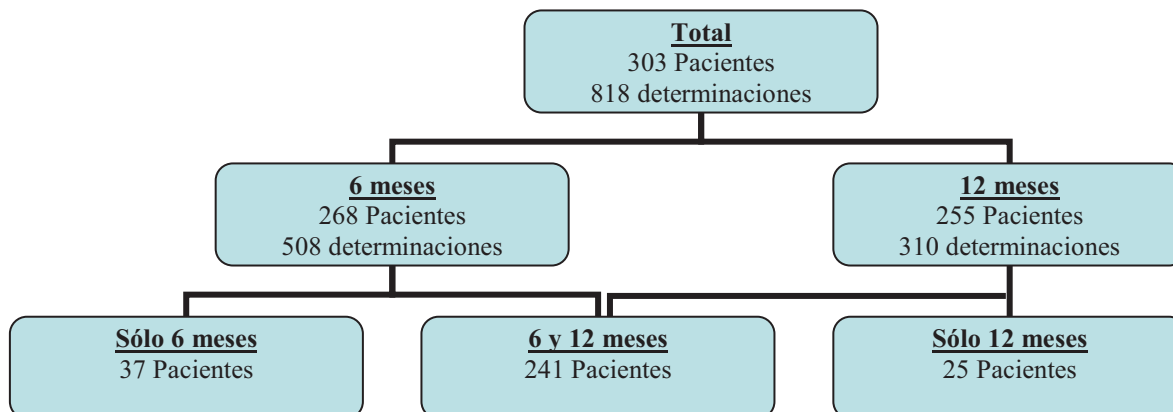 Total
303 Pacientes
818 determinaciones
6 meses
268 Pacientes
508 determinaciones
12 meses
255 Pacientes
310 determinaciones
Sólo 6 meses
37 Pacientes
6 y 12 meses
241 Pacientes
Sólo 12 meses
25 Pacientes